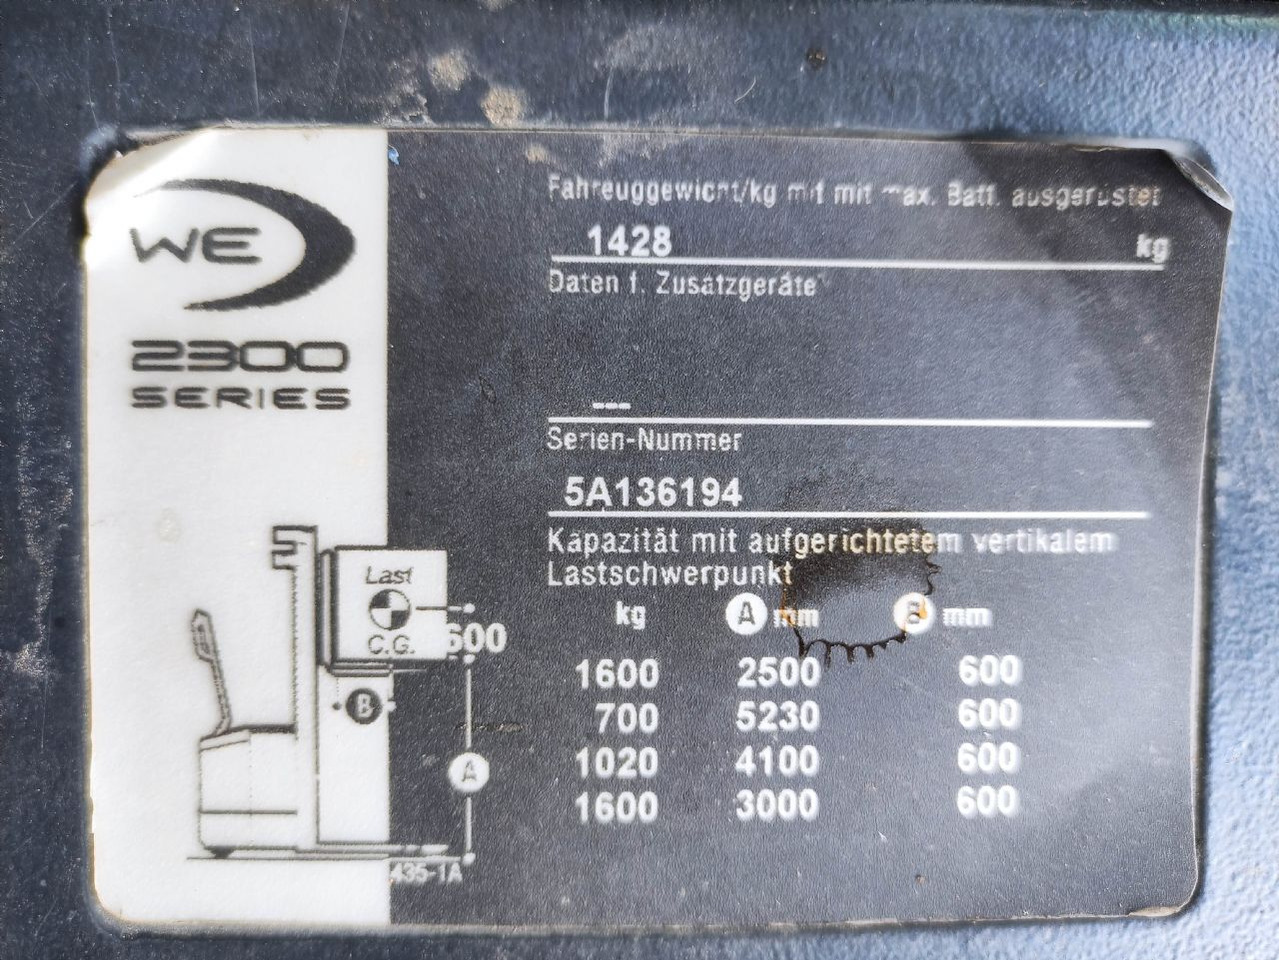 WE
2300
SERIES
Fahreuggewicht/kg mit mit max. Batt. ausgerüstet
1428 kg
Daten f. Zusatzgeräte
---
Serien-Nummer
5A136194
Kapazität mit aufgerichtetem vertikalem
Lastschwerpunkt
kg A mm B mm
1600 2500 600
700 5230 600
1020 4100 600
1600 3000 600
Last
C.G.
600
B
A
435-1A